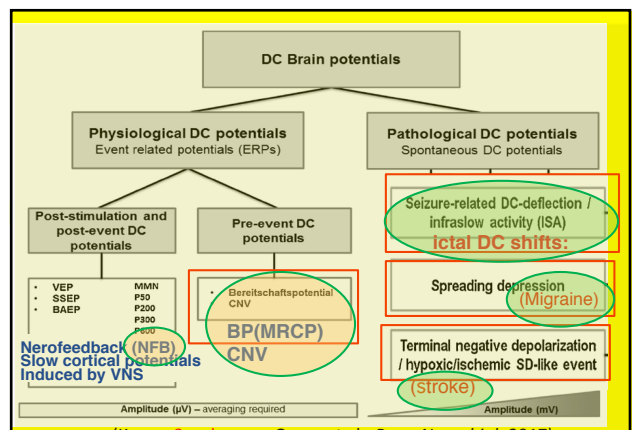 DC Brain potentials
Physiological DC potentials
Event related potentials (ERPs)
Pathological DC potentials
Spontaneous DC potentials
Post-stimulation and
post-event DC
potentials
Pre-event DC
potentials
Seizure-related DC-deflection /
infraslow activity (ISA)
ictal DC shifts:
• VEP
• SSEP
• BAEP
MMN
P50
P200
P300
P600
• Bereitschaftspotential
CNV
BP(MRCP)
CNV
Spreading depression
(Migraine)
Nerofeedback (NFB)
Slow cortical potentials
Induced by VNS
Terminal negative depolarization
/ hypoxic/ischemic SD-like event
(stroke)
Amplitude (µV) – averaging required
Amplitude (mV)